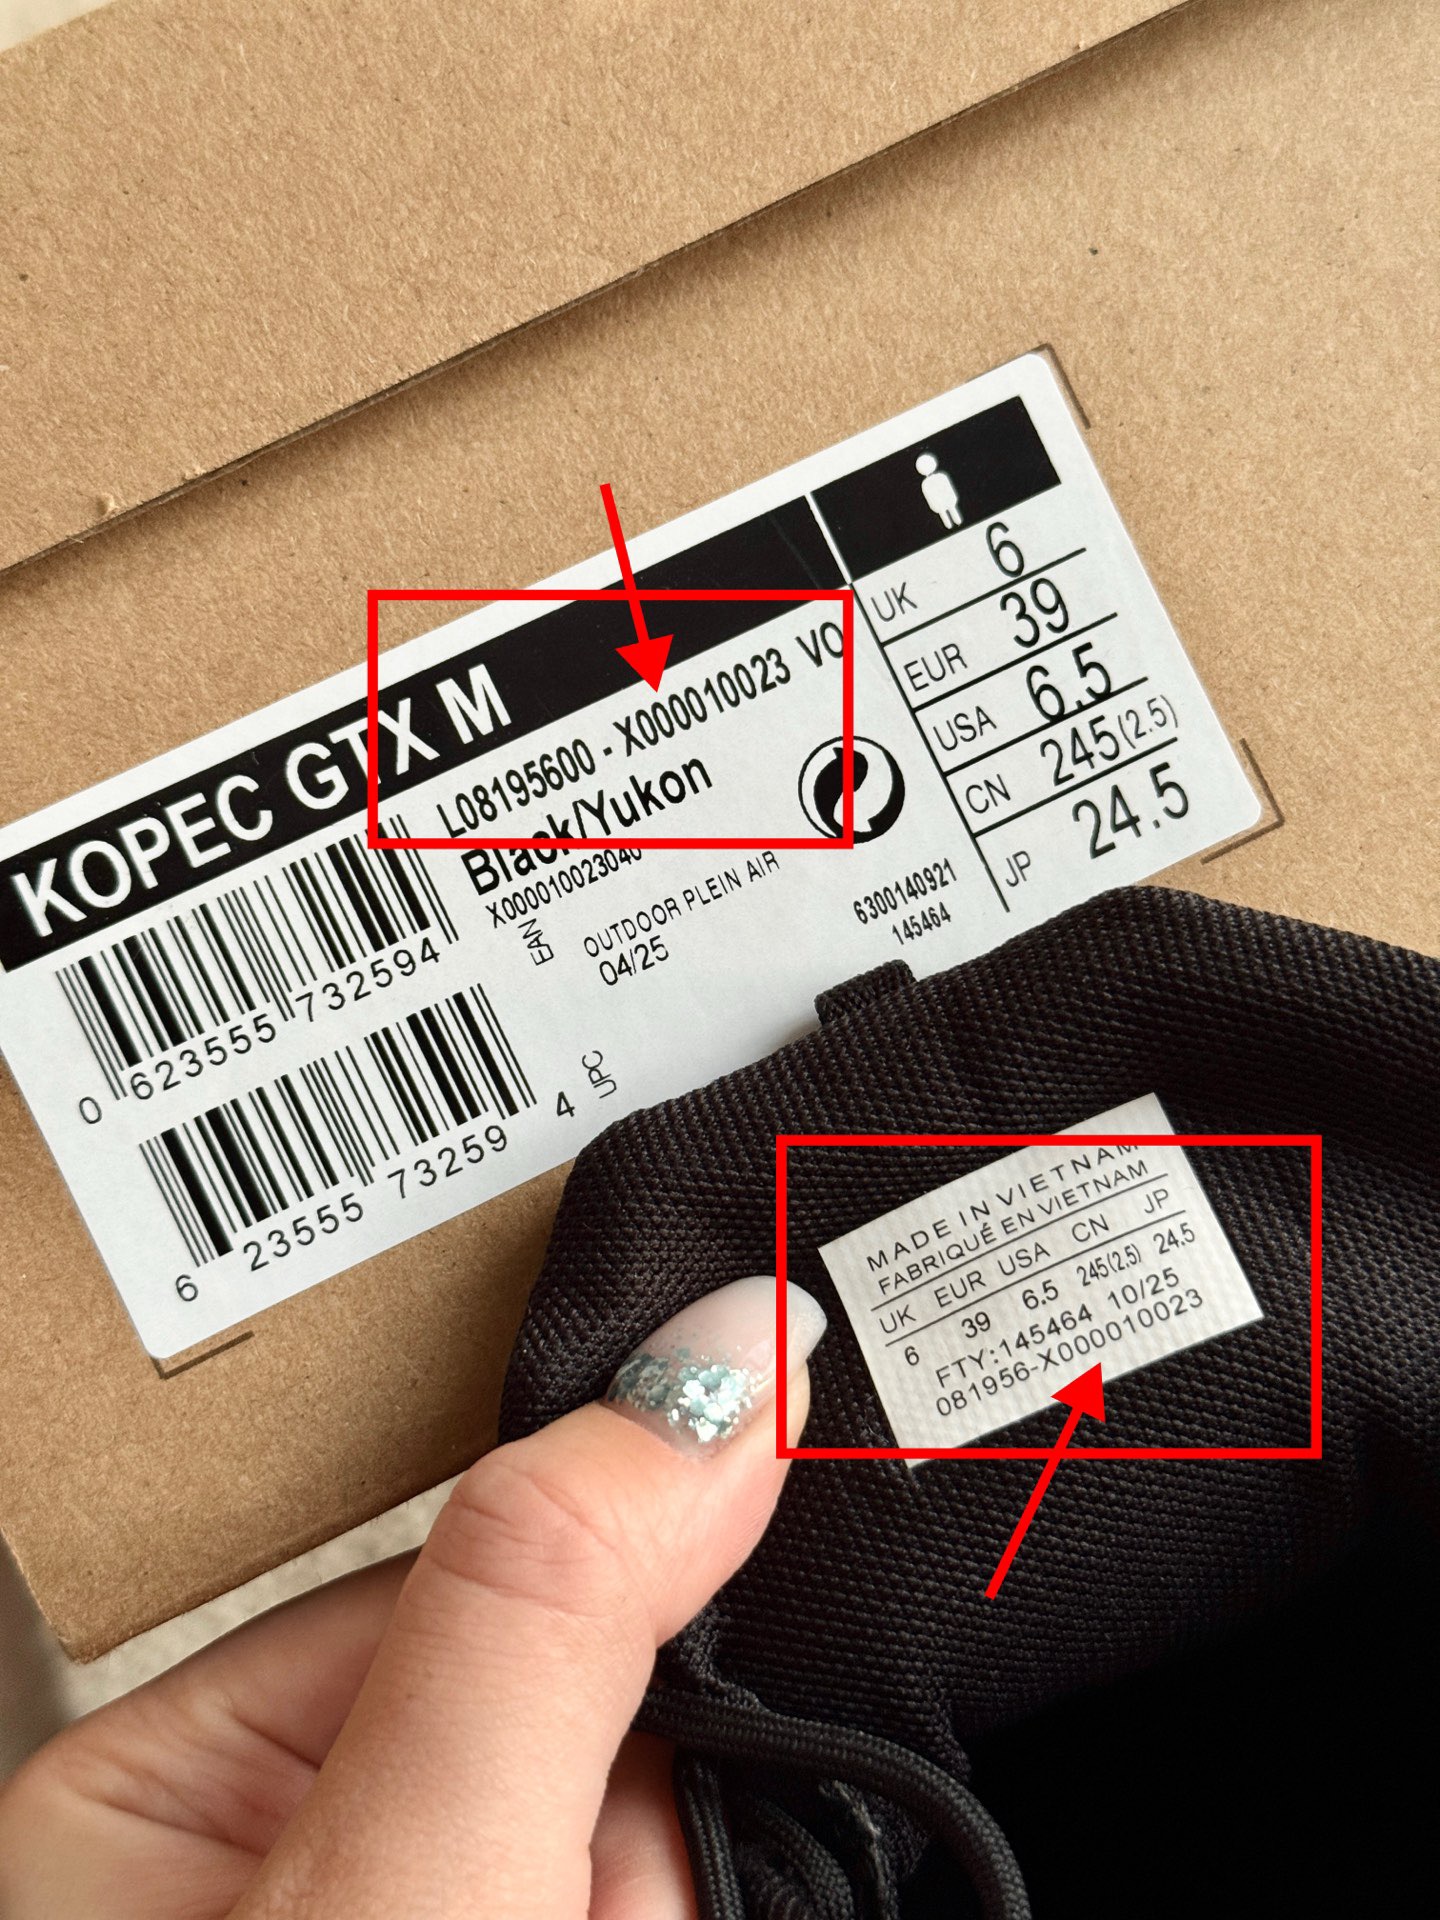 KOPEC GTX M
L08195600 - X000010023 VO
Black/Yukon
X000010023040
EAN
OUTDOOR PLEIN AIR
04/25
6300140921
145464
0 623555 732594
UPC
6 23555 73259 4
UK 6
EUR 39
USA 6.5
CN 245(2.5)
JP 24.5
MADE IN VIETNAM
FABRIQUÉ EN VIETNAM
UK EUR USA CN JP
6 39 6.5 245(2.5) 24.5
FTY:145464 10/25
081956-X000010023